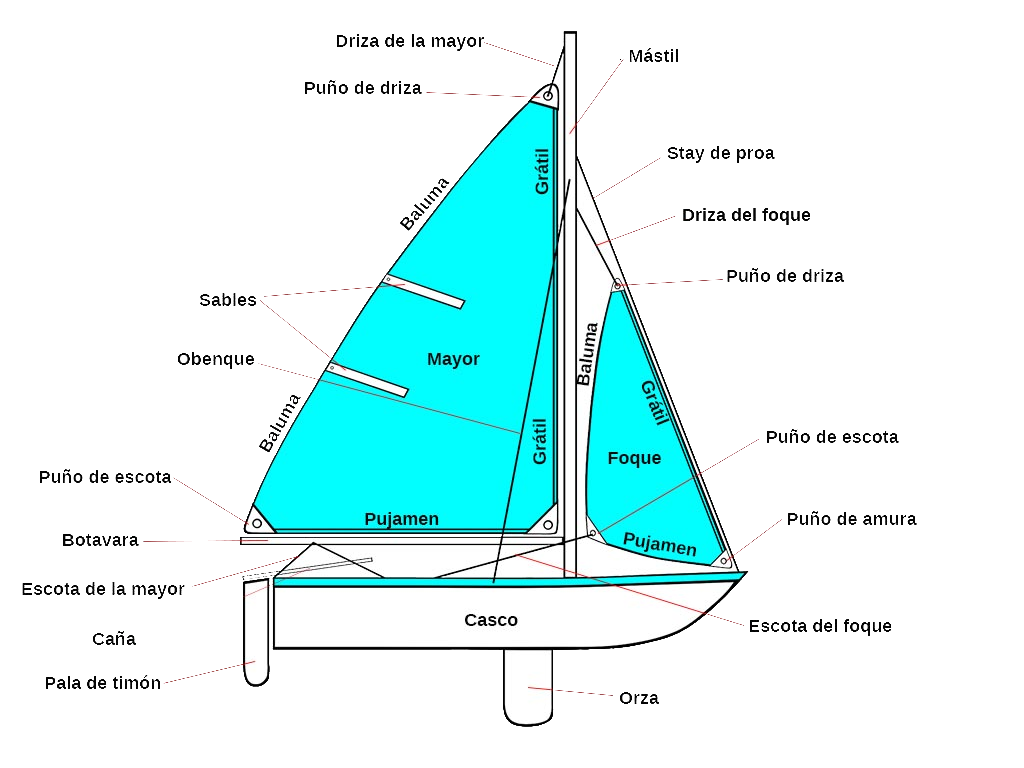 Driza de la mayor
Mástil
Puño de driza
Stay de proa
Grátil
Baluma
Driza del foque
Puño de driza
Sables
Obenque
Mayor
Baluma
Grátil
Baluma
Grátil
Puño de escota
Foque
Puño de escota
Pujamen
Puño de amura
Botavara
Pujamen
Escota de la mayor
Casco
Escota del foque
Caña
Pala de timón
Orza